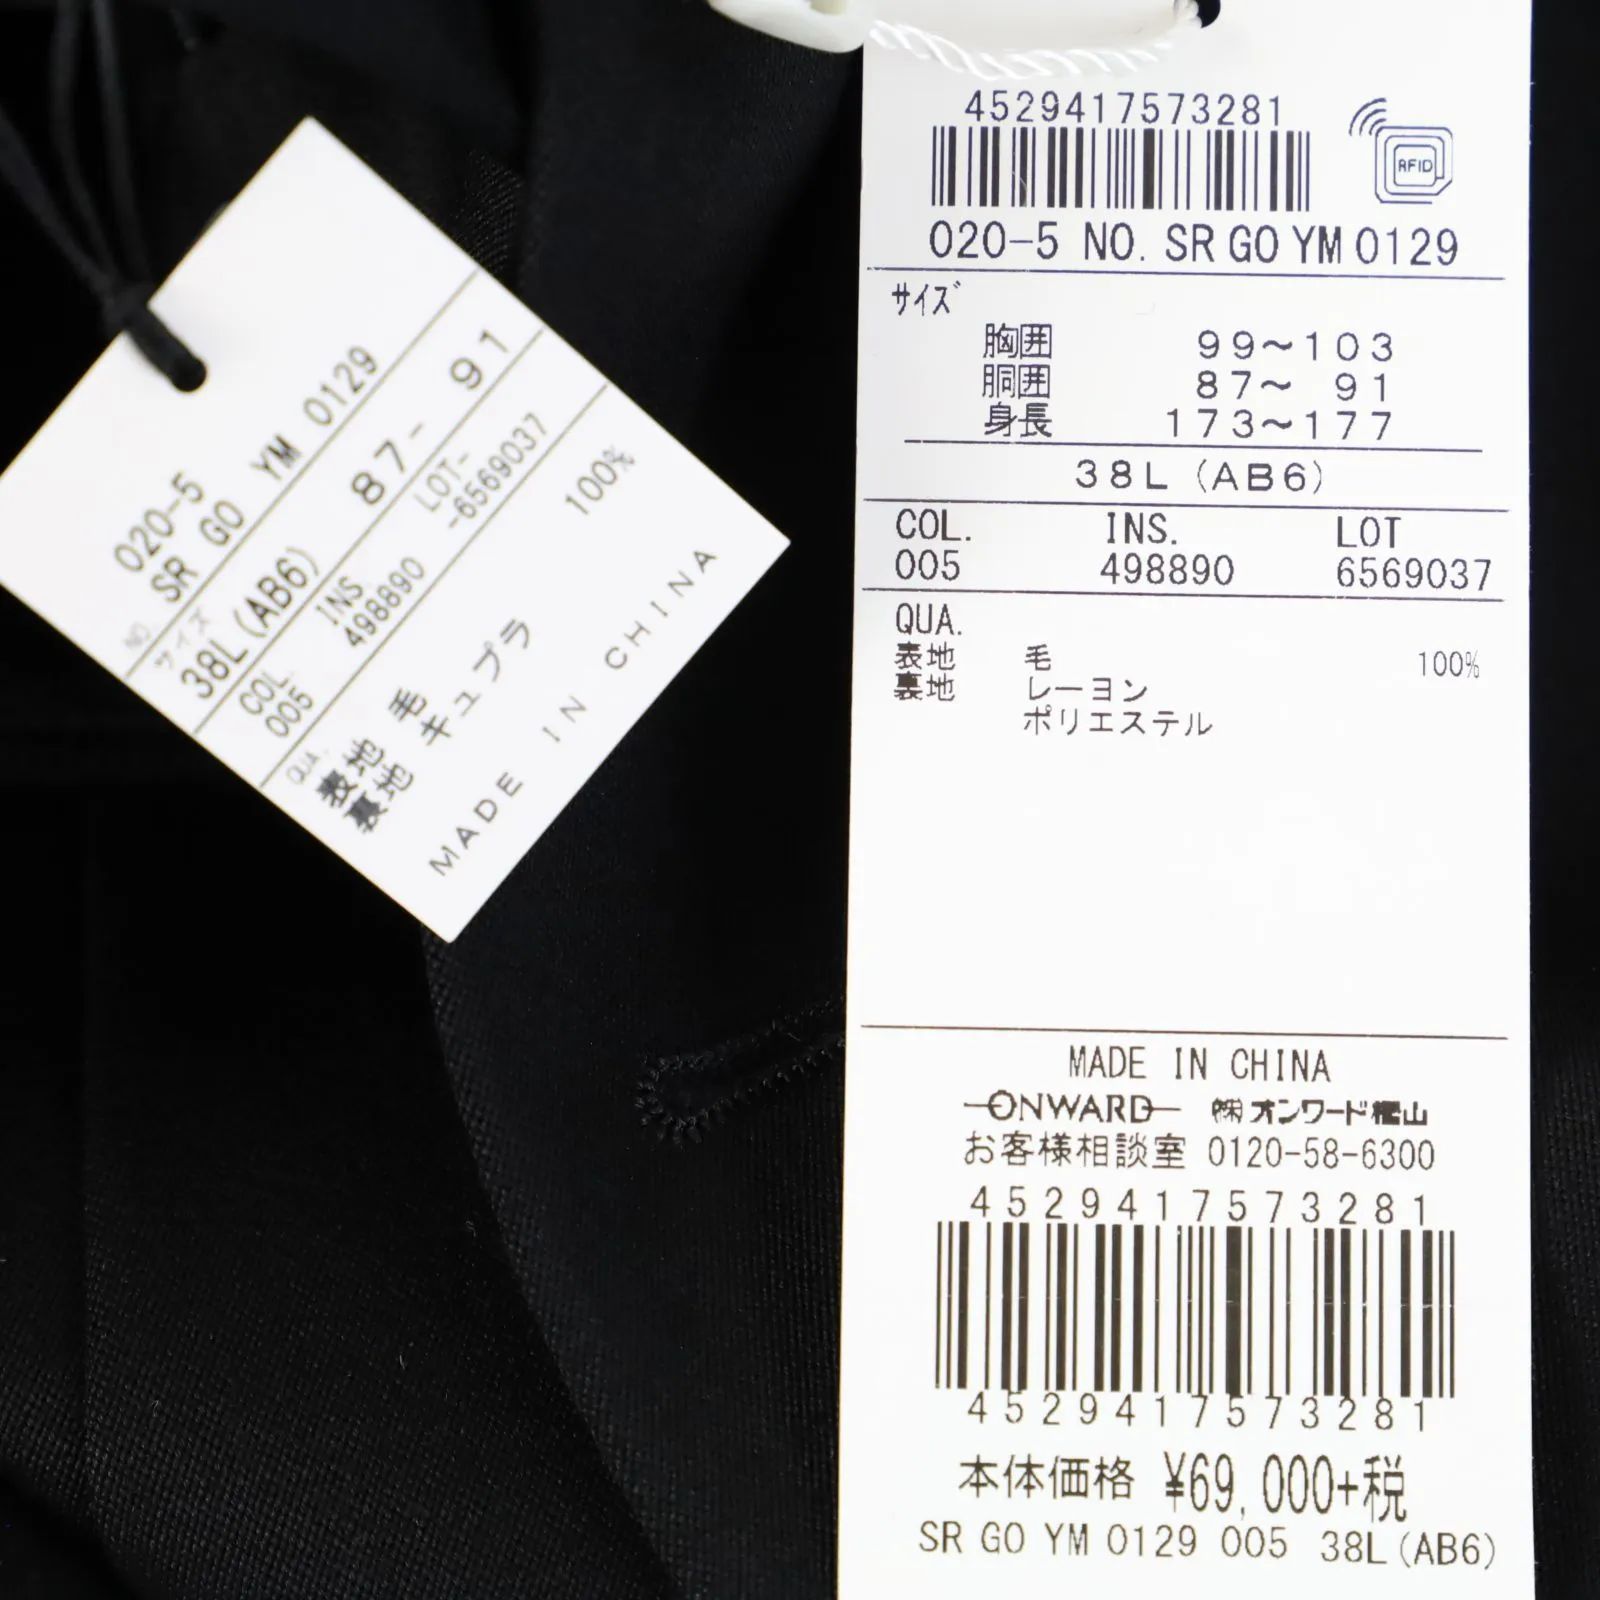 020-5
NO. SR GO YM 0129
サイズ
38L(AB6) 87- 91
COL. INS. LOT-
005 498890 -6569037
QUA.
表地 毛 100%
裏地 キュプラ
MADE IN CHINA
4529417573281
RFID
020-5 NO. SR GO YM 0129
サイズ
胸囲 99〜103
胴囲 87〜 91
身長 173〜177
38L (AB6)
COL. INS. LOT
005 498890 6569037
QUA.
表地 毛 100%
裏地 レーヨン
ポリエステル
MADE IN CHINA
ONWARD ㈱オンワード樫山
お客様相談室 0120-58-6300
4529417573281
4529417573281
本体価格 ¥69,000+税
SR GO YM 0129 005 38L(AB6)